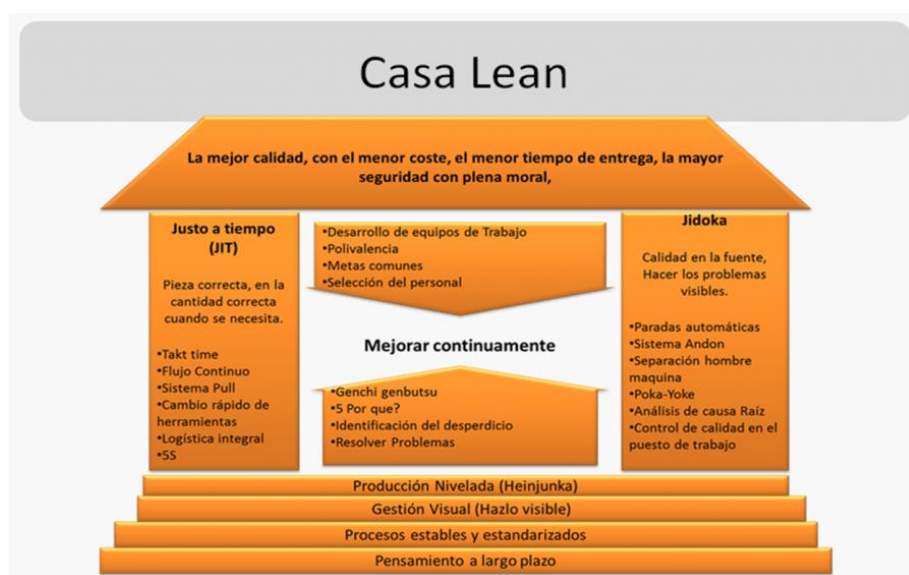 Casa Lean
La mejor calidad, con el menor coste, el menor tiempo de entrega, la mayor
seguridad con plena moral,
Justo a tiempo
(JIT)
Pieza correcta, en la
cantidad correcta
cuando se necesita.
•Takt time
•Flujo Continuo
•Sistema Pull
•Cambio rápido de
herramientas
•Logística integral
•5S
•Desarrollo de equipos de Trabajo
•Polivalencia
•Metas comunes
•Selección del personal
Mejorar continuamente
•Genchi genbutsu
•5 Por que?
•Identificación del desperdicio
•Resolver Problemas
Jidoka
Calidad en la fuente,
Hacer los problemas
visibles.
•Paradas automáticas
•Sistema Andon
•Separación hombre
maquina
•Poka-Yoke
•Análisis de causa Raíz
•Control de calidad en el
puesto de trabajo
Producción Nivelada (Heinjunka)
Gestión Visual (Hazlo visible)
Procesos estables y estandarizados
Pensamiento a largo plazo